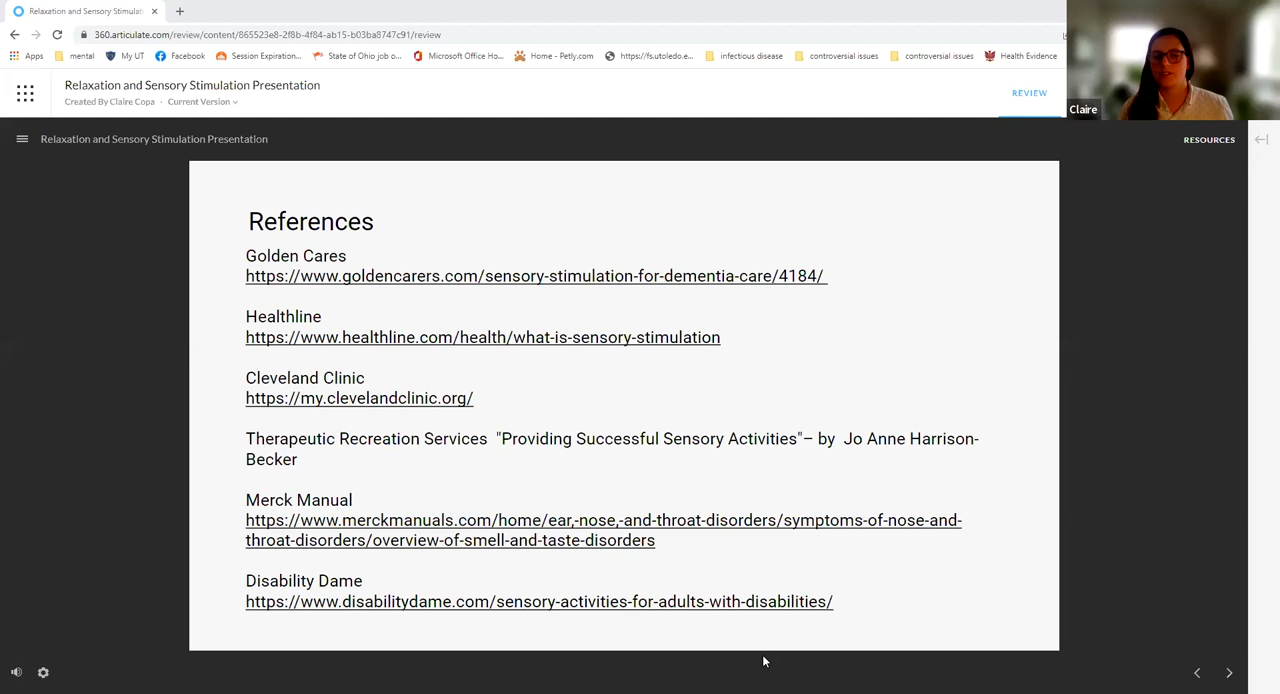 Relaxation and Sensory Stimulat
360.articulate.com/review/content/865523e8-2f8b-4f84-ab15-b03ba8747c91/review
Apps mental My UT Facebook Session Expiration... State of Ohio job o... Microsoft Office Ho... Home - Petly.com https://fs.utoledo.e... infectious disease controversial issues controversial issues Health Evidence
Relaxation and Sensory Stimulation Presentation
Created By Claire Copa · Current Version
REVIEW
Claire
Relaxation and Sensory Stimulation Presentation
RESOURCES
References
Golden Cares
https://www.goldencarers.com/sensory-stimulation-for-dementia-care/4184/
Healthline
https://www.healthline.com/health/what-is-sensory-stimulation
Cleveland Clinic
https://my.clevelandclinic.org/
Therapeutic Recreation Services "Providing Successful Sensory Activities"– by Jo Anne Harrison-
Becker
Merck Manual
https://www.merckmanuals.com/home/ear,-nose,-and-throat-disorders/symptoms-of-nose-and-
throat-disorders/overview-of-smell-and-taste-disorders
Disability Dame
https://www.disabilitydame.com/sensory-activities-for-adults-with-disabilities/